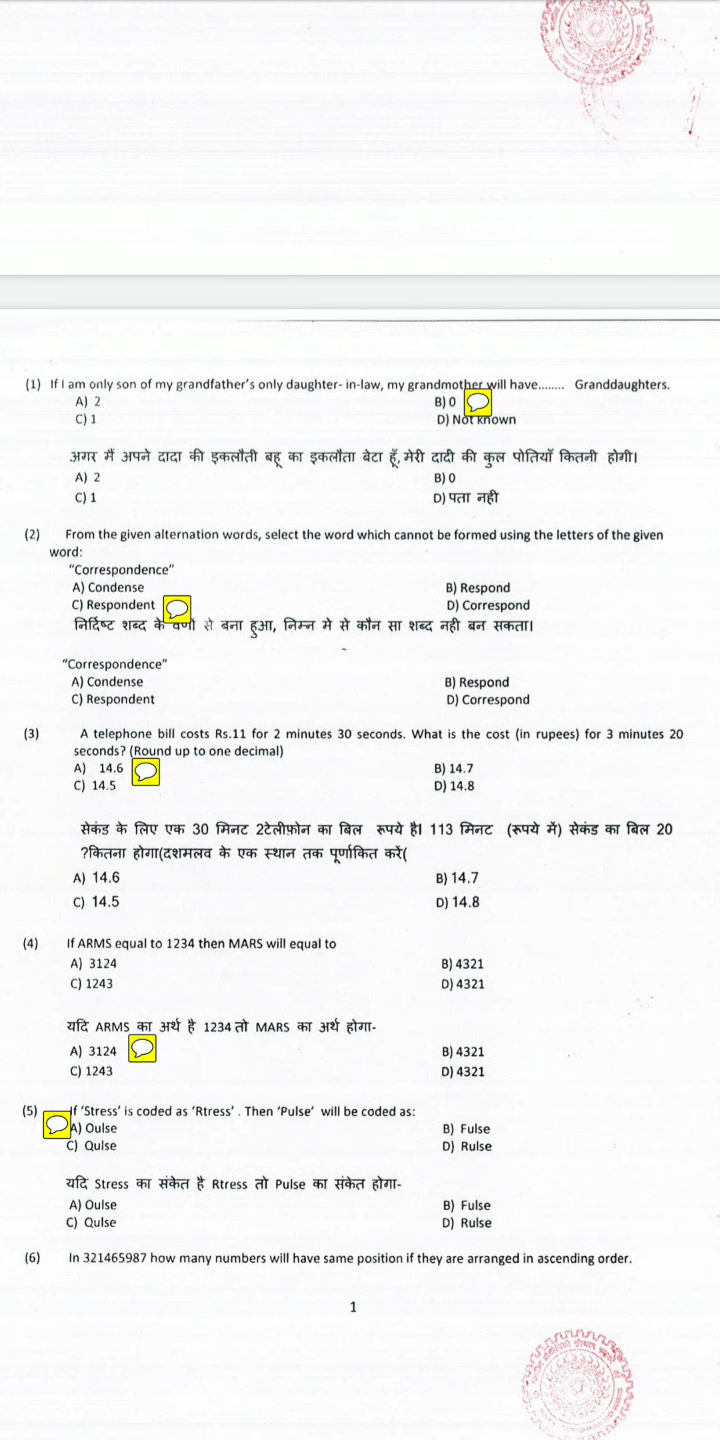 (1) If I am only son of my grandfather's only daughter- in-law, my grandmother will have........ Granddaughters.
A) 2 B) 0
C) 1 D) Not known
अगर मैं अपने दादा की इकलौती बहू का इकलौता बेटा हूँ, मेरी दादी की कुल पोतियाँ कितनी होगी।
A) 2 B) 0
C) 1 D) पता नही
(2) From the given alternation words, select the word which cannot be formed using the letters of the given
word:
"Correspondence"
A) Condense B) Respond
C) Respondent D) Correspond
निर्दिष्ट शब्द के वर्णो से बना हुआ, निम्न मे से कौन सा शब्द नही बन सकता।
"Correspondence"
A) Condense B) Respond
C) Respondent D) Correspond
(3) A telephone bill costs Rs.11 for 2 minutes 30 seconds. What is the cost (in rupees) for 3 minutes 20
seconds? (Round up to one decimal)
A) 14.6 B) 14.7
C) 14.5 D) 14.8
सेकंड के लिए एक 30 मिनट 2टेलीफ़ोन का बिल रूपये है। 113 मिनट (रूपये में) सेकंड का बिल 20
?कितना होगा(दशमलव के एक स्थान तक पूर्णांकित करें(
A) 14.6 B) 14.7
C) 14.5 D) 14.8
(4) If ARMS equal to 1234 then MARS will equal to
A) 3124 B) 4321
C) 1243 D) 4321
यदि ARMS का अर्थ है 1234 तो MARS का अर्थ होगा-
A) 3124 B) 4321
C) 1243 D) 4321
(5) If 'Stress' is coded as 'Rtress' . Then 'Pulse' will be coded as:
A) Oulse B) Fulse
C) Qulse D) Rulse
यदि Stress का संकेत है Rtress तो Pulse का संकेत होगा-
A) Oulse B) Fulse
C) Qulse D) Rulse
(6) In 321465987 how many numbers will have same position if they are arranged in ascending order.
1